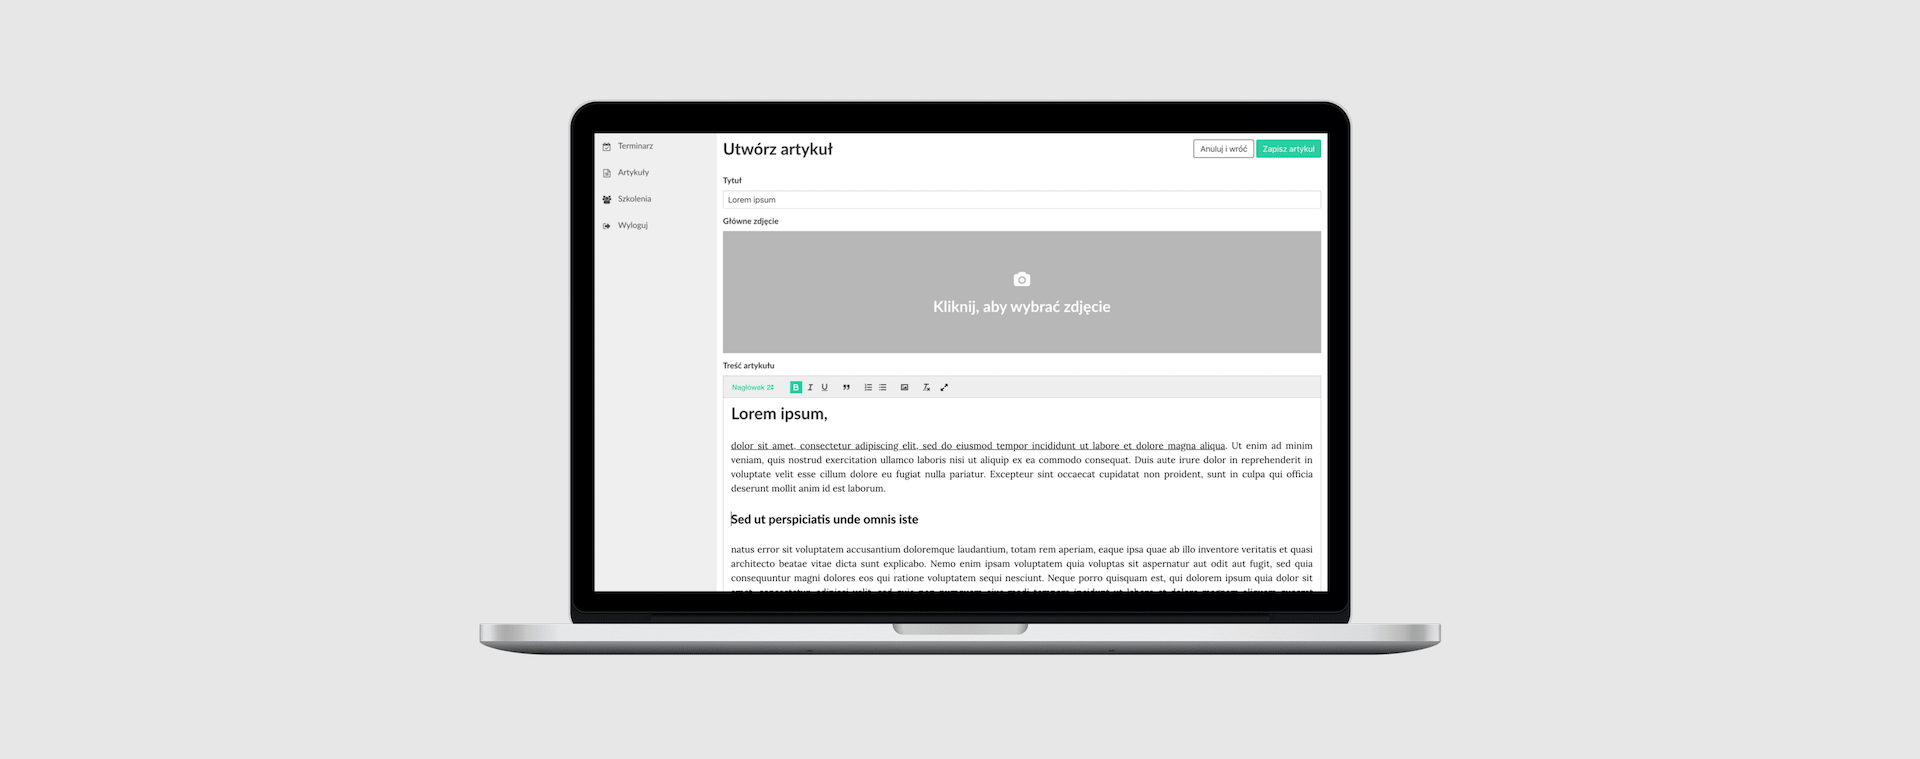 Terminarz
Artykuły
Szkolenia
Wyloguj
Utwórz artykuł
Anuluj i wróć
Zapisz artykuł
Tytuł
Lorem ipsum
Główne zdjęcie
Kliknij, aby wybrać zdjęcie
Treść artykułu
Nagłówek 2
B I U
Lorem ipsum,
dolor sit amet, consectetur adipiscing elit, sed do eiusmod tempor incididunt ut labore et dolore magna aliqua. Ut enim ad minim
veniam, quis nostrud exercitation ullamco laboris nisi ut aliquip ex ea commodo consequat. Duis aute irure dolor in reprehenderit in
voluptate velit esse cillum dolore eu fugiat nulla pariatur. Excepteur sint occaecat cupidatat non proident, sunt in culpa qui officia
deserunt mollit anim id est laborum.
Sed ut perspiciatis unde omnis iste
natus error sit voluptatem accusantium doloremque laudantium, totam rem aperiam, eaque ipsa quae ab illo inventore veritatis et quasi
architecto beatae vitae dicta sunt explicabo. Nemo enim ipsam voluptatem quia voluptas sit aspernatur aut odit aut fugit, sed quia
consequuntur magni dolores eos qui ratione voluptatem sequi nesciunt. Neque porro quisquam est, qui dolorem ipsum quia dolor sit